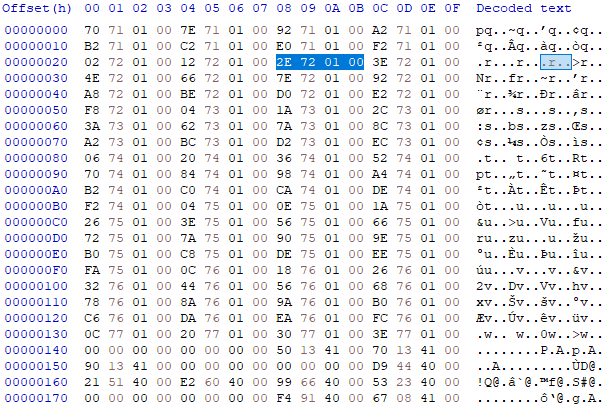 Offset(h) 00 01 02 03 04 05 06 07 08 09 0A 0B 0C 0D 0E 0F Decoded text
00000000 70 71 01 00 7E 71 01 00 92 71 01 00 A2 71 01 00 pq..~q..’q..¢q..
00000010 B2 71 01 00 C2 71 01 00 E0 71 01 00 F2 71 01 00 ²q..Âq..àq..òq..
00000020 02 72 01 00 12 72 01 00 2E 72 01 00 3E 72 01 00 .r...r...r..>r..
00000030 4E 72 01 00 66 72 01 00 7E 72 01 00 92 72 01 00 Nr..fr..~r..’r..
00000040 A8 72 01 00 BE 72 01 00 D0 72 01 00 E2 72 01 00 ¨r..¾r..Ðr..âr..
00000050 F8 72 01 00 04 73 01 00 1A 73 01 00 2C 73 01 00 ør...s...s..,s..
00000060 3A 73 01 00 62 73 01 00 7A 73 01 00 8C 73 01 00 :s..bs..zs..Œs..
00000070 A2 73 01 00 BC 73 01 00 D2 73 01 00 EC 73 01 00 ¢s..¼s..Òs..ìs..
00000080 06 74 01 00 20 74 01 00 36 74 01 00 52 74 01 00 .t.. t..6t..Rt..
00000090 70 74 01 00 84 74 01 00 98 74 01 00 A4 74 01 00 pt..„t..˜t..¤t..
000000A0 B2 74 01 00 C0 74 01 00 CA 74 01 00 DE 74 01 00 ²t..Àt..Êt..Þt..
000000B0 F2 74 01 00 04 75 01 00 0E 75 01 00 1A 75 01 00 òt...u...u...u..
000000C0 26 75 01 00 3E 75 01 00 56 75 01 00 66 75 01 00 &u..>u..Vu..fu..
000000D0 72 75 01 00 7A 75 01 00 90 75 01 00 9E 75 01 00 ru..zu...u..žu..
000000E0 B0 75 01 00 C8 75 01 00 DE 75 01 00 EE 75 01 00 °u..Èu..Þu..îu..
000000F0 FA 75 01 00 0C 76 01 00 18 76 01 00 26 76 01 00 úu...v...v..&v..
00000100 32 76 01 00 44 76 01 00 56 76 01 00 68 76 01 00 2v..Dv..Vv..hv..
00000110 78 76 01 00 8A 76 01 00 9A 76 01 00 B0 76 01 00 xv..Šv..šv..°v..
00000120 C6 76 01 00 DA 76 01 00 EA 76 01 00 FC 76 01 00 Æv..Úv..êv..üv..
00000130 0C 77 01 00 20 77 01 00 30 77 01 00 3E 77 01 00 .w.. w..0w..>w..
00000140 00 00 00 00 00 00 00 00 50 13 41 00 70 13 41 00 ........P.A.p.A.
00000150 90 13 41 00 00 00 00 00 00 00 00 00 D9 44 40 00 ..A.........ÙD@.
00000160 21 51 40 00 E2 60 40 00 99 66 40 00 53 23 40 00 !Q@.â`@.™f@.S#@.
00000170 00 00 00 00 00 00 00 00 F4 91 40 00 67 08 41 00 ........ô‘@.g.A.